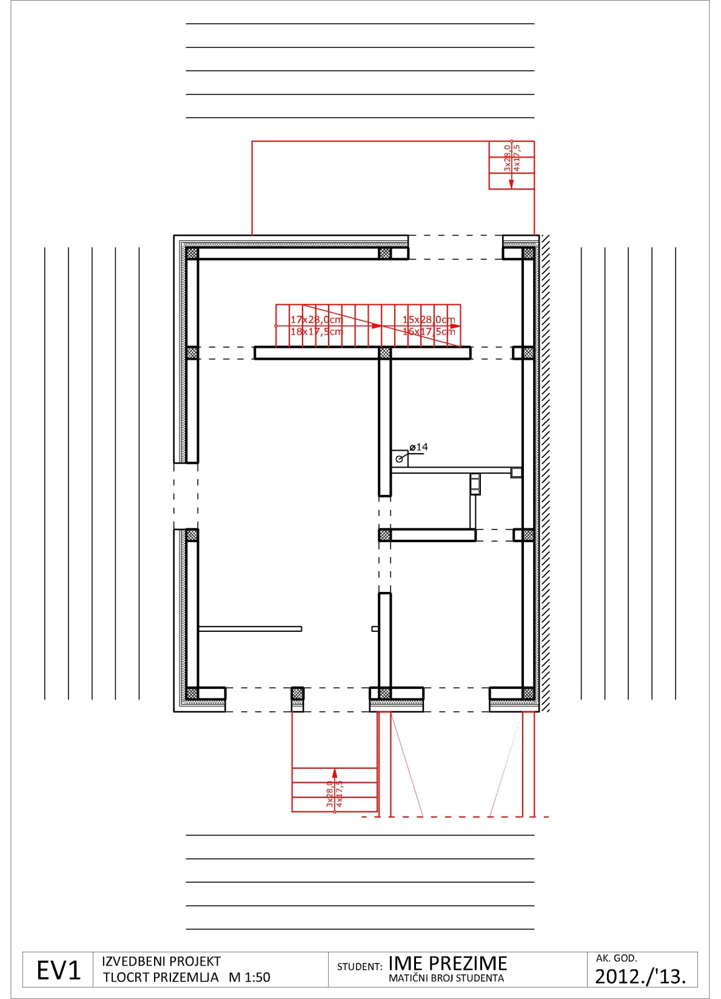 3x28,0
4x17,5
17x28,0cm
18x17,5cm
15x28,0cm
16x17,5cm
⌀14
3x28,0
4x17,5
EV1
IZVEDBENI PROJEKT
TLOCRT PRIZEMLJA M 1:50
STUDENT: IME PREZIME
MATIČNI BROJ STUDENTA
AK. GOD.
2012./'13.